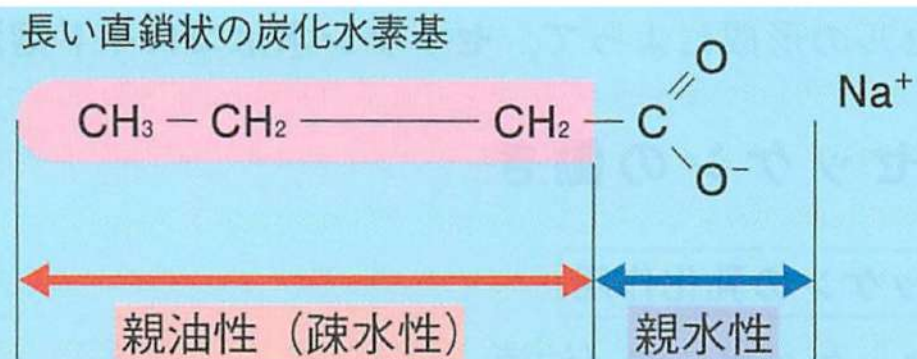 長い直鎖状の炭化水素基
O
CH₃ — CH₂ ——— CH₂ — C
Na⁺
O⁻
親油性(疎水性)
親水性